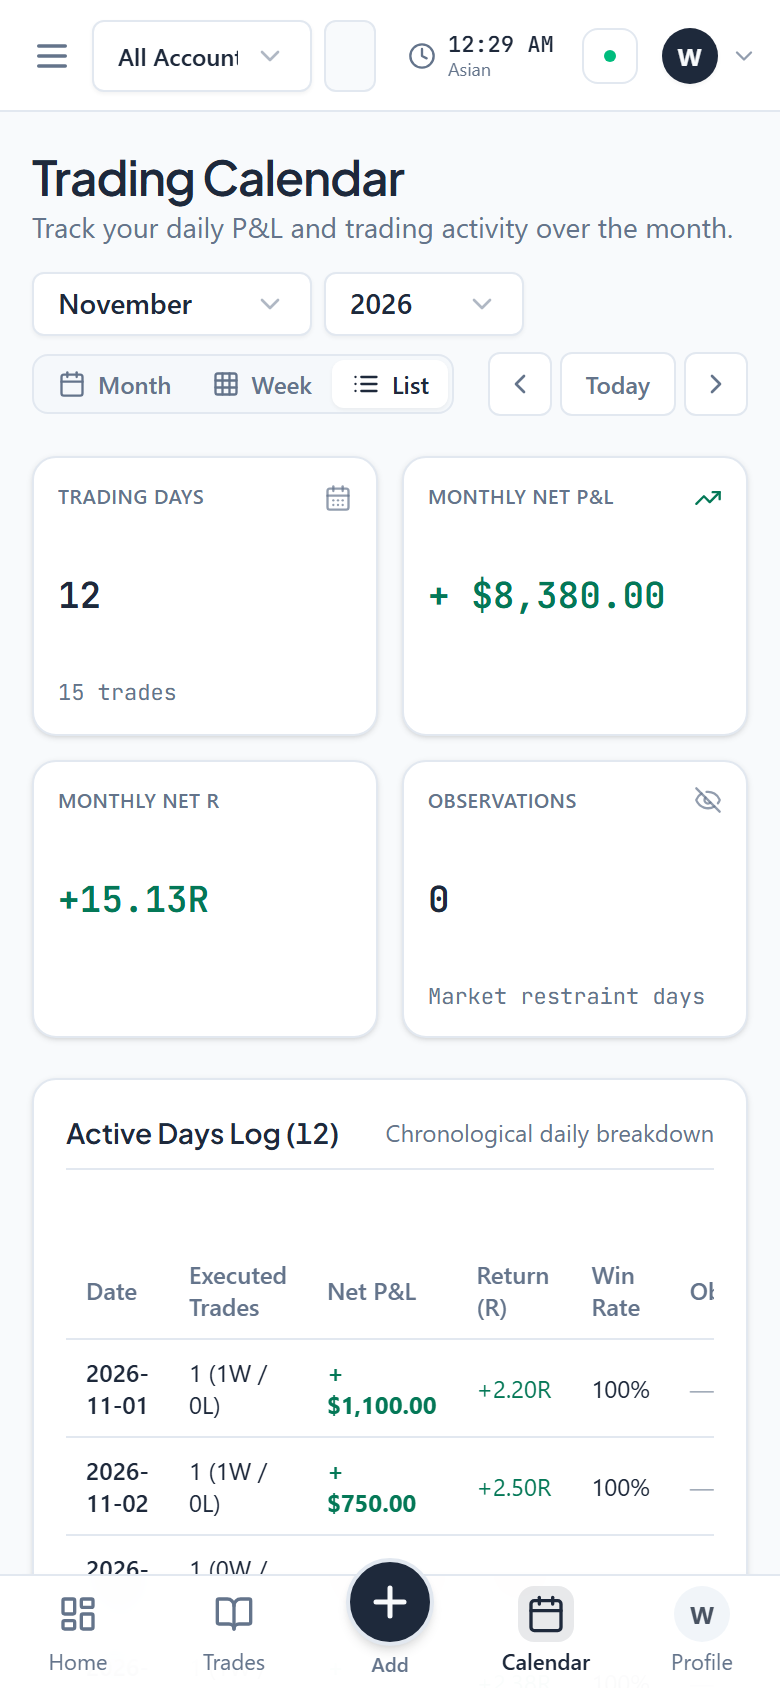 All Account
12:29 AM
Asian
W
Trading Calendar
Track your daily P&L and trading activity over the month.
November
2026
Month
Week
List
Today
TRADING DAYS
12
15 trades
MONTHLY NET P&L
+ $8,380.00
MONTHLY NET R
+15.13R
OBSERVATIONS
0
Market restraint days
Active Days Log (12)
Chronological daily breakdown
Date
Executed Trades
Net P&L
Return (R)
Win Rate
Ob
2026-11-01
1 (1W / 0L)
+ $1,100.00
+2.20R
100%
—
2026-11-02
1 (1W / 0L)
+ $750.00
+2.50R
100%
—
2026-
1 (0W /
Home
Trades
Add
Calendar
W
Profile